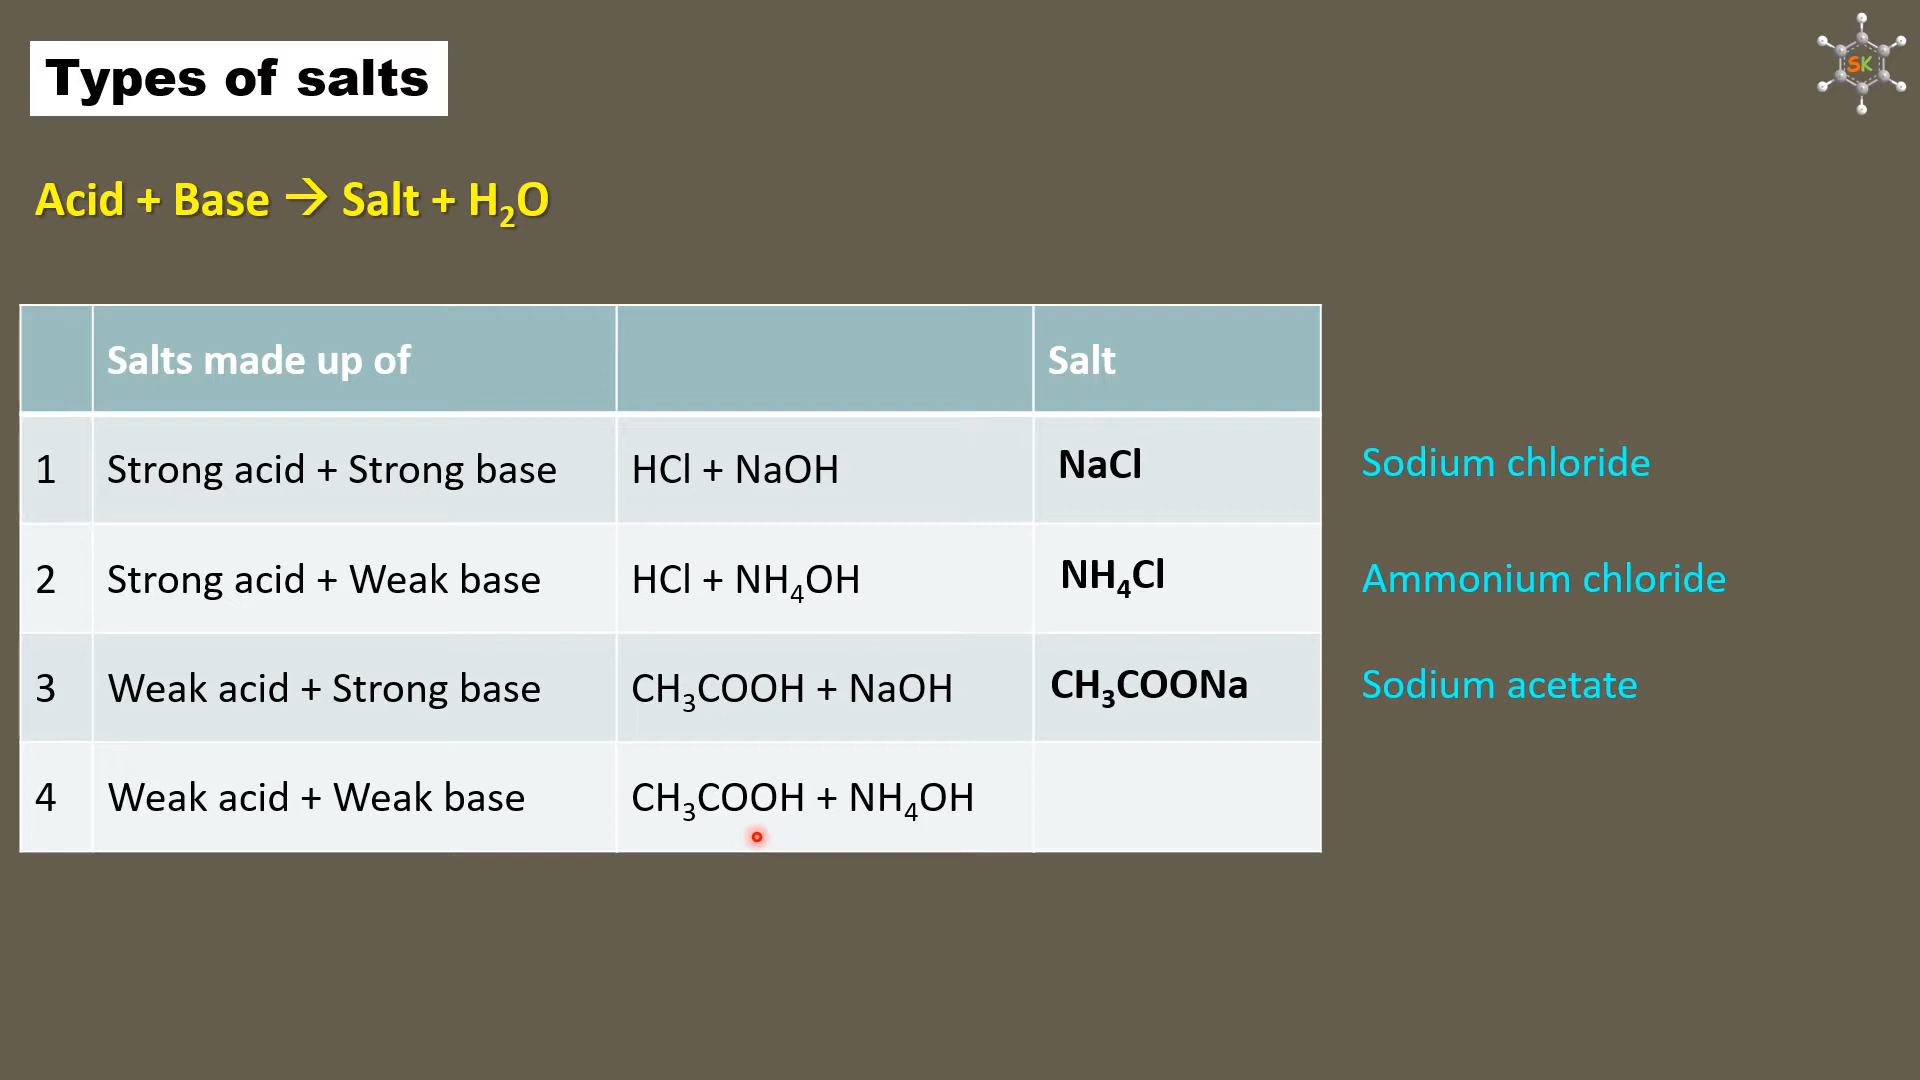 SK
Types of salts
Acid + Base → Salt + H₂O
Salts made up of Salt
1 Strong acid + Strong base HCl + NaOH NaCl Sodium chloride
2 Strong acid + Weak base HCl + NH₄OH NH₄Cl Ammonium chloride
3 Weak acid + Strong base CH₃COOH + NaOH CH₃COONa Sodium acetate
4 Weak acid + Weak base CH₃COOH + NH₄OH